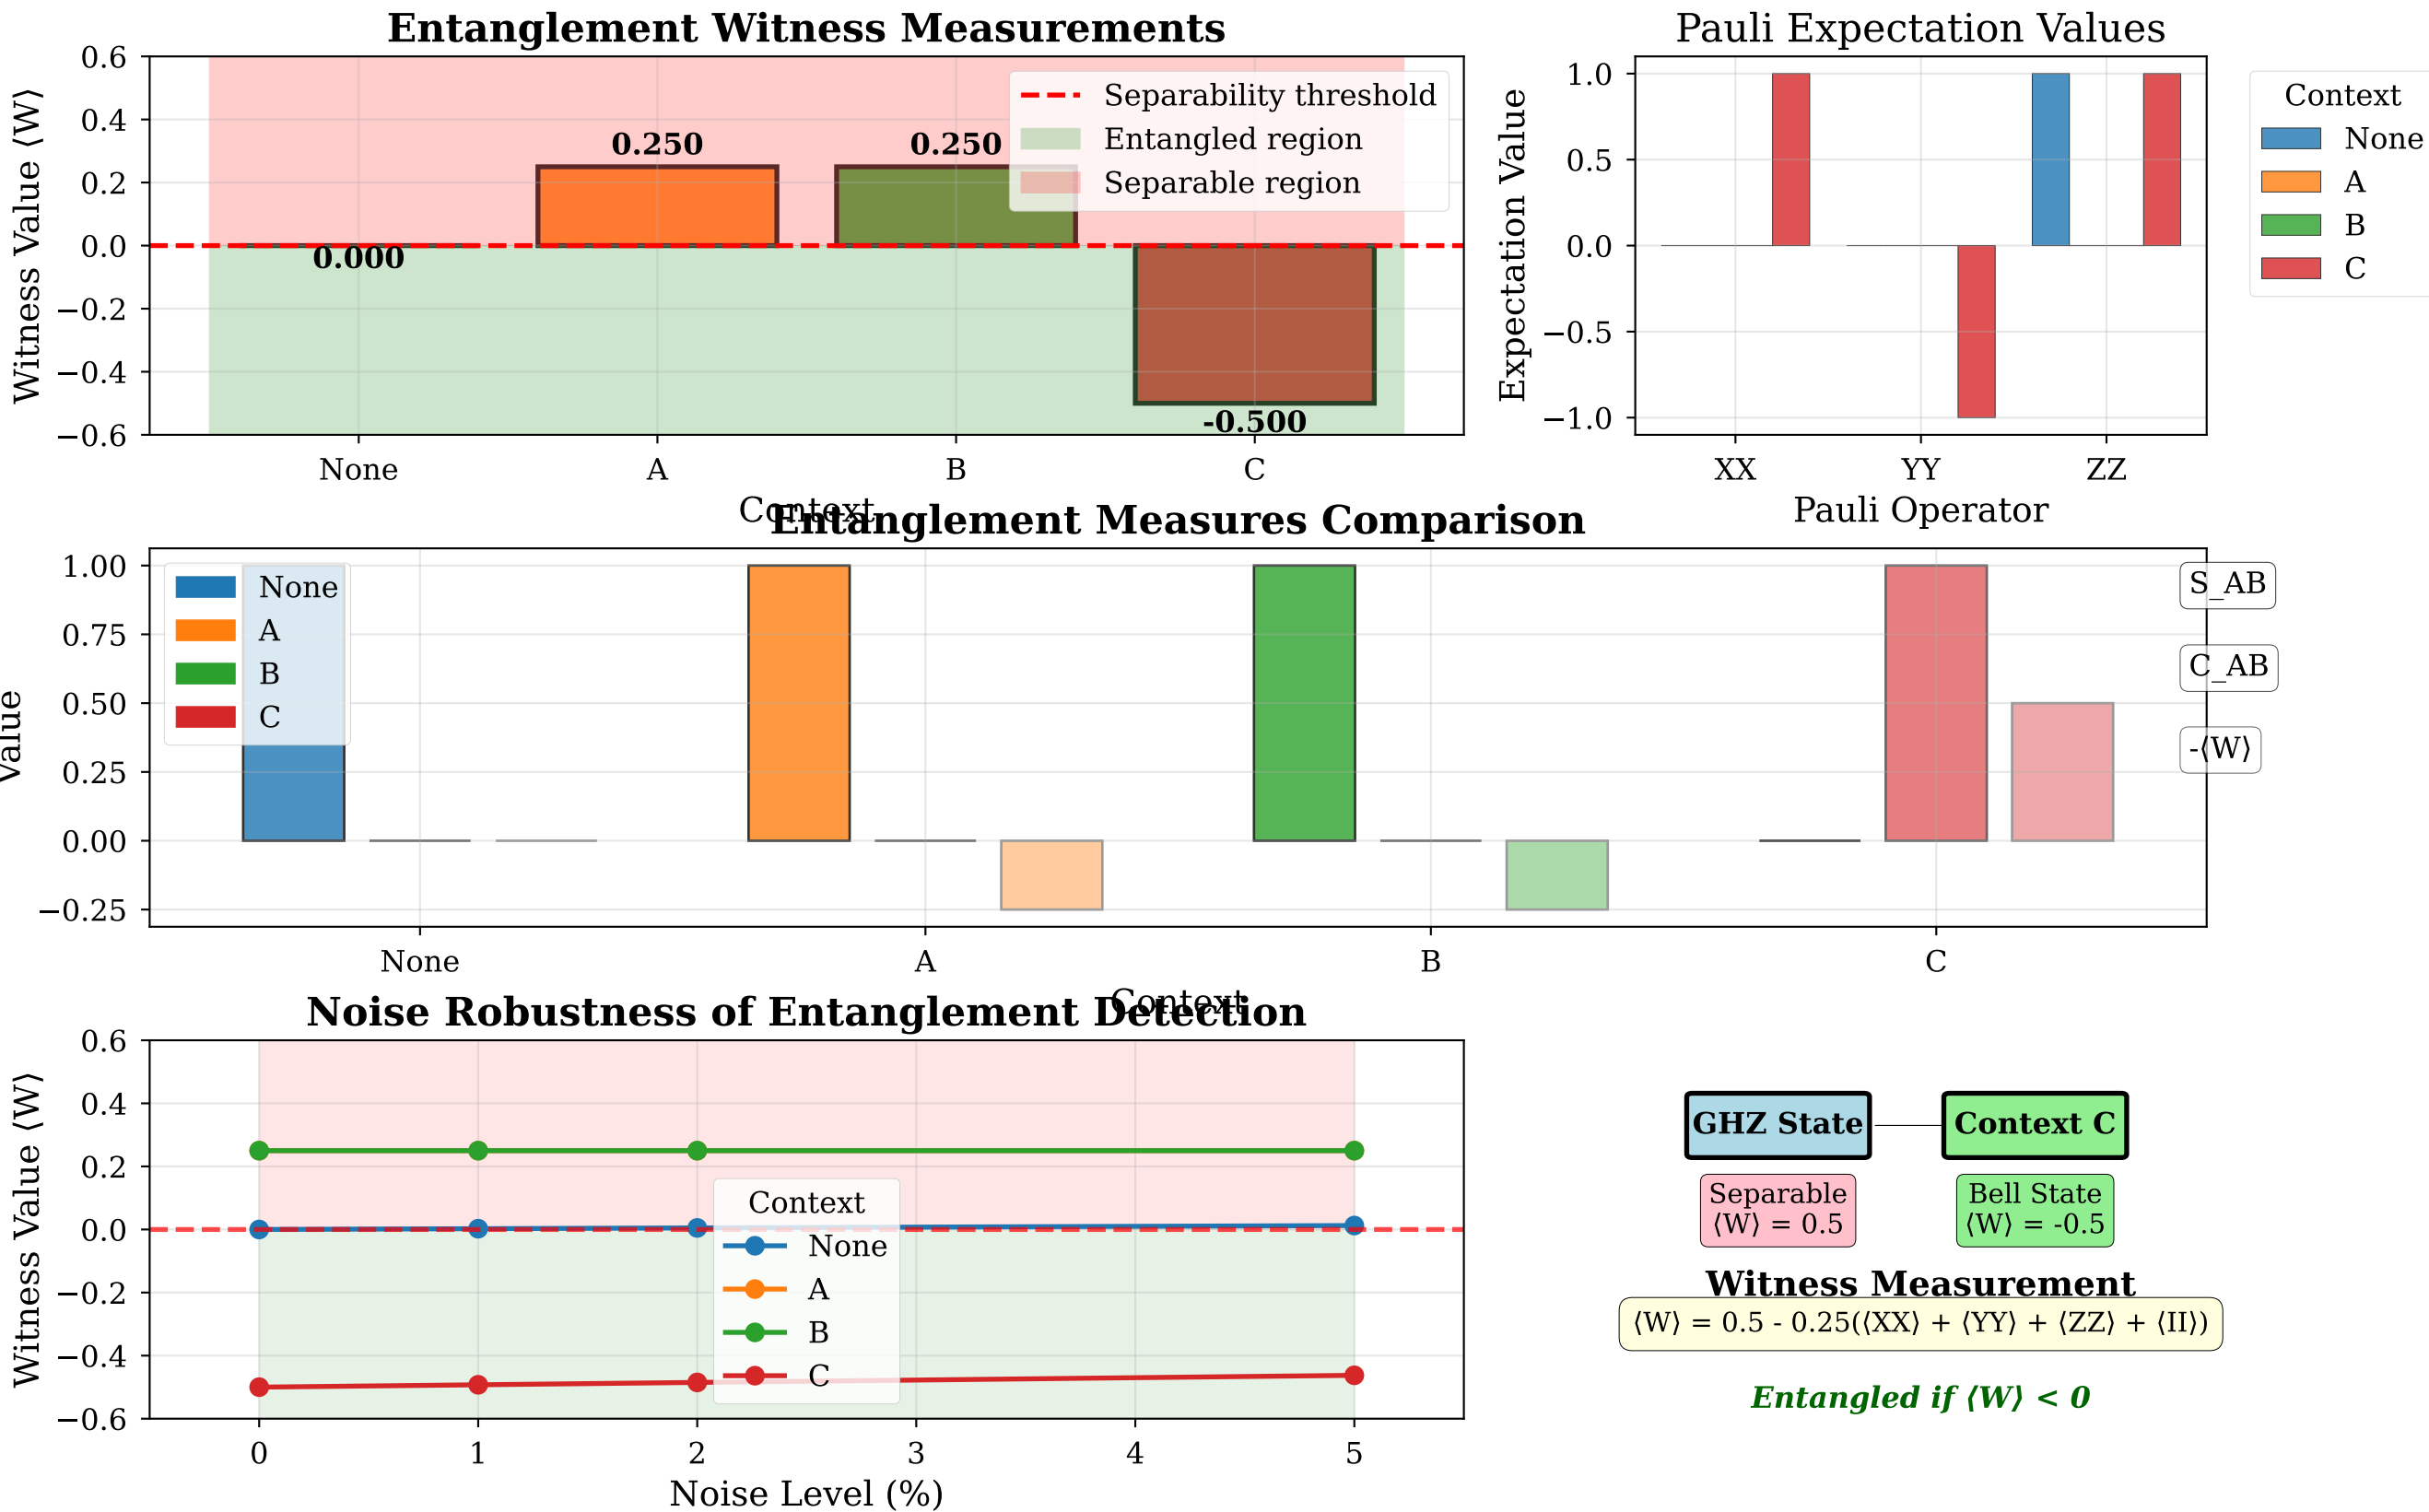 Entanglement Witness Measurements
Witness Value ⟨W⟩
0.6
0.4
0.2
0.0
−0.2
−0.4
−0.6
0.000
0.250
0.250
-0.500
Separability threshold
Entangled region
Separable region
None
A
B
C
Context
Pauli Expectation Values
Expectation Value
1.0
0.5
0.0
−0.5
−1.0
XX
YY
ZZ
Pauli Operator
Context
None
A
B
C
Entanglement Measures Comparison
Value
1.00
0.75
0.50
0.25
0.00
−0.25
None
A
B
C
S_AB
C_AB
-⟨W⟩
None
A
B
C
Context
Noise Robustness of Entanglement Detection
Witness Value ⟨W⟩
0.6
0.4
0.2
0.0
−0.2
−0.4
−0.6
Context
None
A
B
C
0
1
2
3
4
5
Noise Level (%)
GHZ State
Context C
Separable
⟨W⟩ = 0.5
Bell State
⟨W⟩ = -0.5
Witness Measurement
⟨W⟩ = 0.5 - 0.25(⟨XX⟩ + ⟨YY⟩ + ⟨ZZ⟩ + ⟨II⟩)
Entangled if ⟨W⟩ < 0